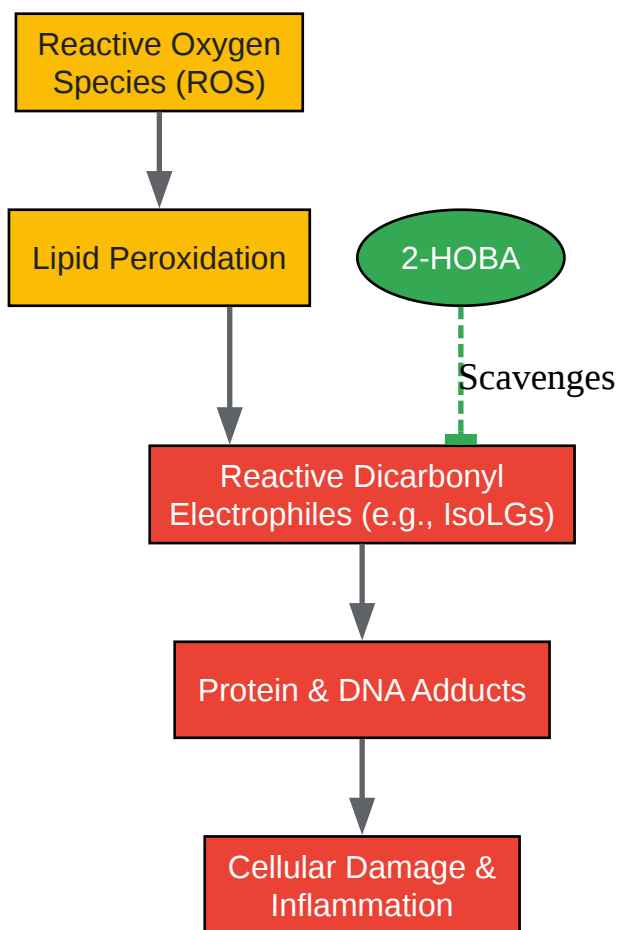 Reactive Oxygen
Species (ROS)
Lipid Peroxidation
2-HOBA
Scavenges
Reactive Dicarbonyl
Electrophiles (e.g., IsoLGs)
Protein & DNA Adducts
Cellular Damage &
Inflammation